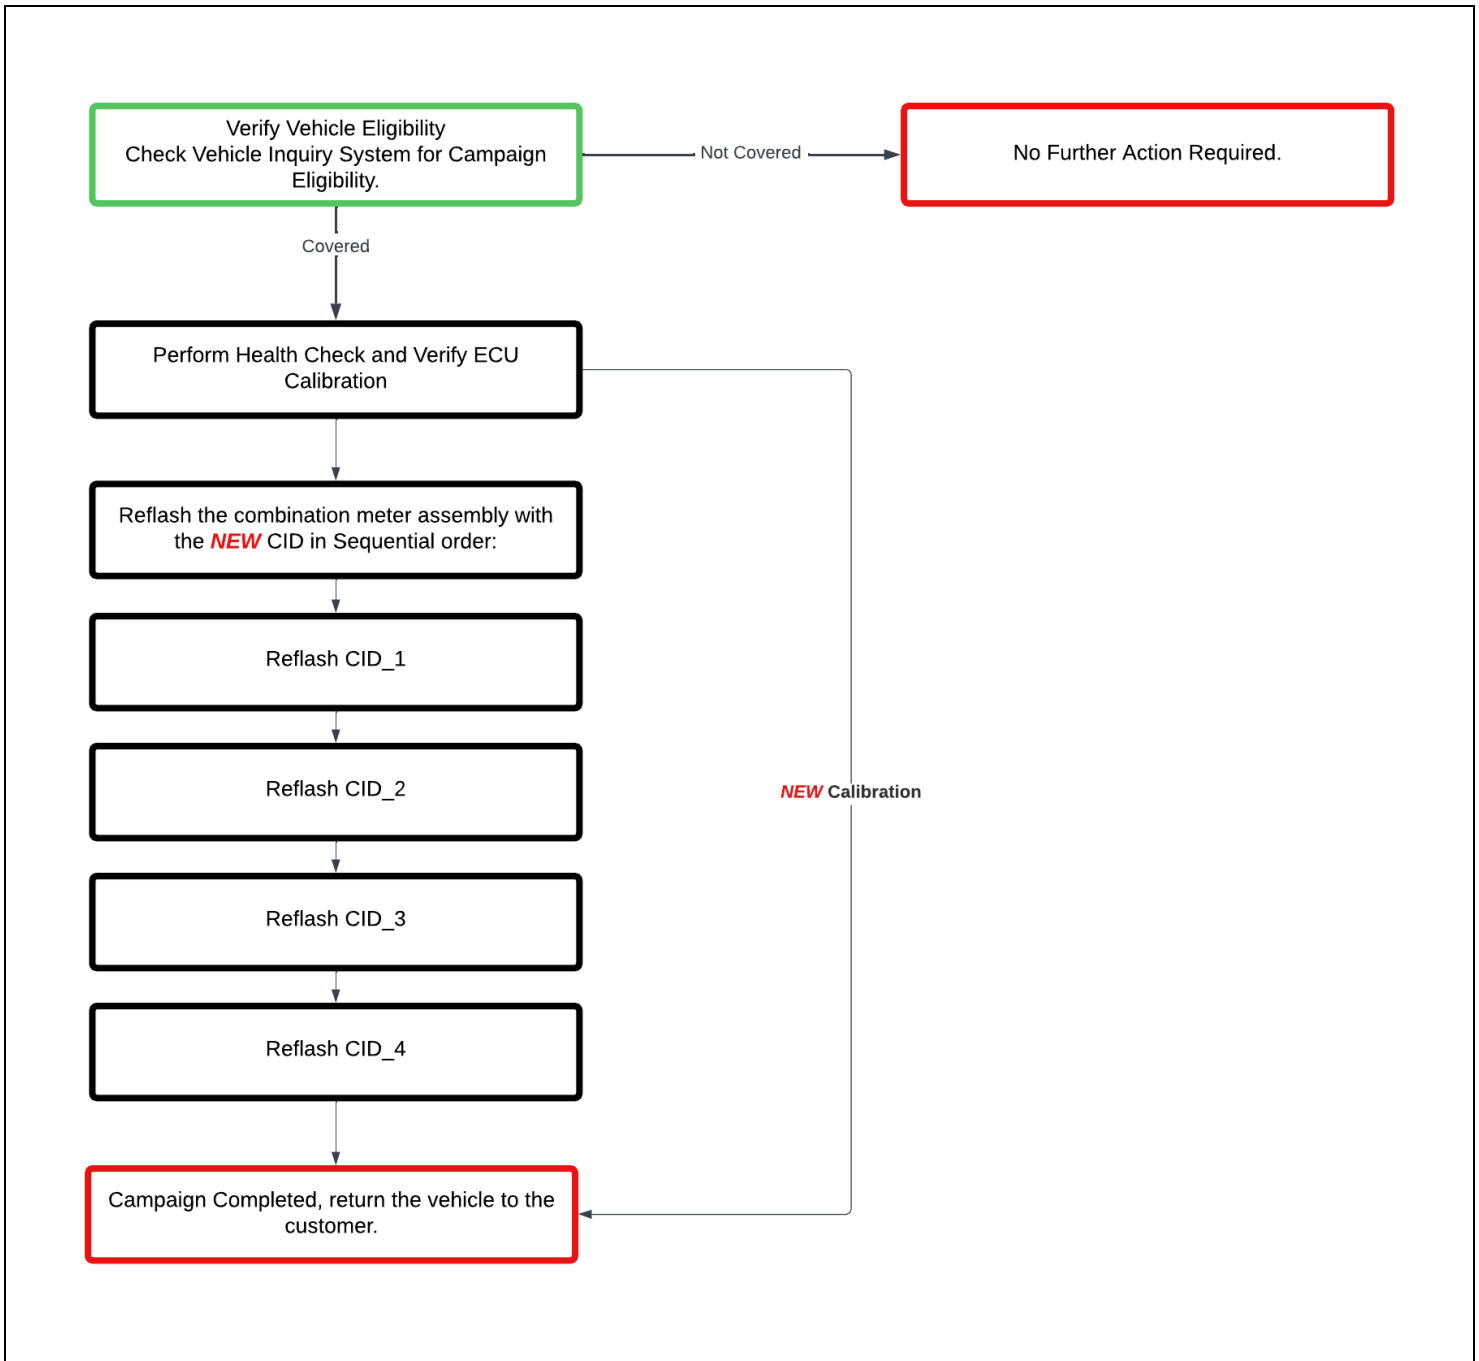 Verify Vehicle Eligibility
Check Vehicle Inquiry System for Campaign
Eligibility.
Not Covered
No Further Action Required.
Covered
Perform Health Check and Verify ECU
Calibration
Reflash the combination meter assembly with
the NEW CID in Sequential order:
Reflash CID_1
Reflash CID_2
NEW Calibration
Reflash CID_3
Reflash CID_4
Campaign Completed, return the vehicle to the
customer.